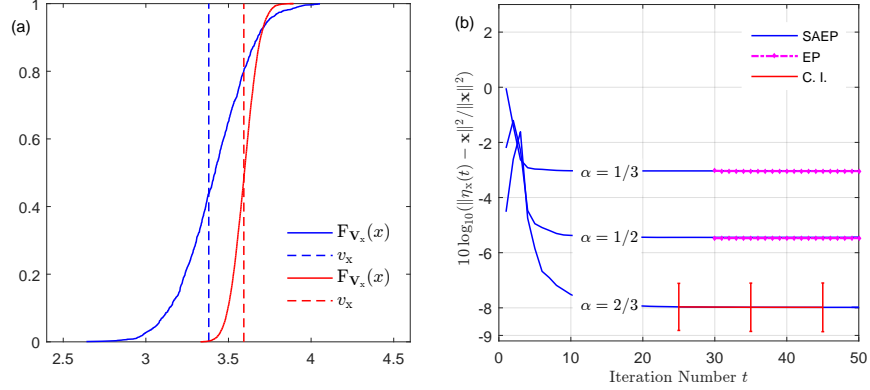 (a)
1
0.8
0.6
0.4
0.2
0
2.5 3 3.5 4 4.5
F_{V_x}(x)
v_x
F_{V_x}(x)
v_x
(b)
10 log_{10}(‖η_x(t) − x‖²/‖x‖²)
0
-2
-4
-6
-8
-9
0 10 20 30 40 50
Iteration Number t
SAEP
EP
C. I.
α = 1/3
α = 1/2
α = 2/3